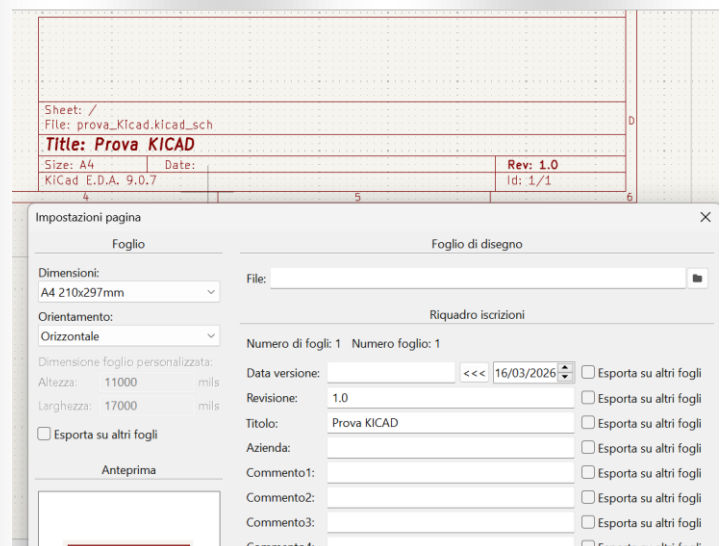 Sheet: /
File: prova_Kicad.kicad_sch
Title: Prova KICAD
Size: A4 Date: Rev: 1.0
KiCad E.D.A. 9.0.7 Id: 1/1
D
4 5 6
Impostazioni pagina
Foglio
Dimensioni:
A4 210x297mm
Orientamento:
Orizzontale
Dimensione foglio personalizzata:
Altezza: 11000 mils
Larghezza: 17000 mils
Esporta su altri fogli
Anteprima
Foglio di disegno
File:
Riquadro iscrizioni
Numero di fogli: 1 Numero foglio: 1
Data versione: <<< 16/03/2026 Esporta su altri fogli
Revisione: 1.0 Esporta su altri fogli
Titolo: Prova KICAD Esporta su altri fogli
Azienda: Esporta su altri fogli
Commento1: Esporta su altri fogli
Commento2: Esporta su altri fogli
Commento3: Esporta su altri fogli